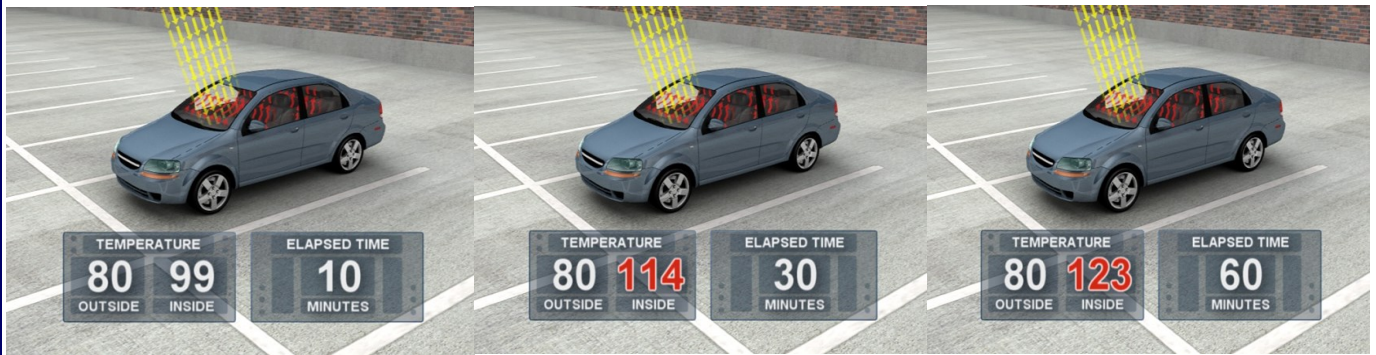 TEMPERATURE
80 99
OUTSIDE INSIDE
ELAPSED TIME
10
MINUTES
TEMPERATURE
80 114
OUTSIDE INSIDE
ELAPSED TIME
30
MINUTES
TEMPERATURE
80 123
OUTSIDE INSIDE
ELAPSED TIME
60
MINUTES